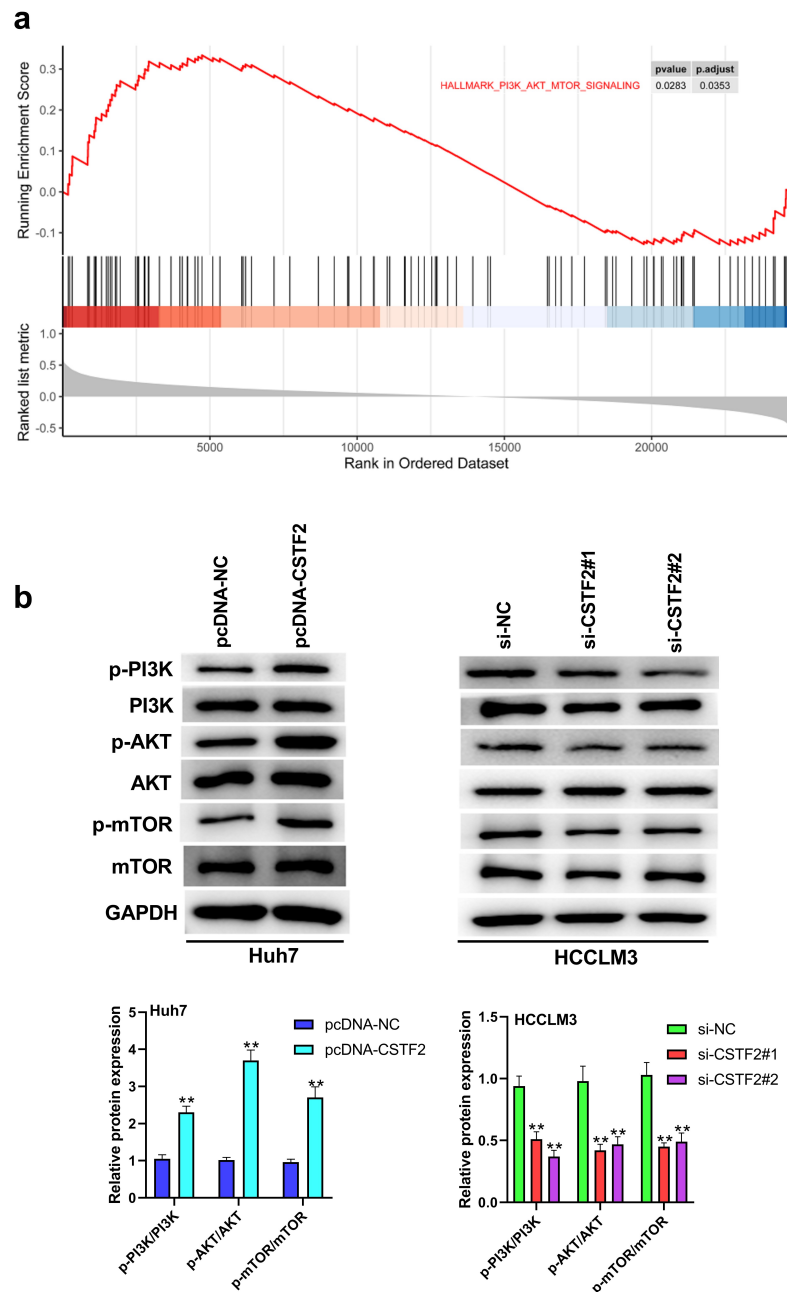 a
Running Enrichment Score
0.3
0.2
0.1
0.0
-0.1
pvalue p.adjust
HALLMARK_PI3K_AKT_MTOR_SIGNALING 0.0283 0.0353
Ranked list metric
1.0
0.5
0.0
-0.5
5000 10000 15000 20000
Rank in Ordered Dataset
b
pcDNA-NC pcDNA-CSTF2 si-NC si-CSTF2#1 si-CSTF2#2
p-PI3K
PI3K
p-AKT
AKT
p-mTOR
mTOR
GAPDH
Huh7 HCCLM3
Huh7
Relative protein expression
5
4
3
2
1
0
pcDNA-NC
pcDNA-CSTF2
** ** **
p-PI3K/PI3K p-AKT/AKT p-mTOR/mTOR
HCCLM3
Relative protein expression
1.5
1.0
0.5
0.0
si-NC
si-CSTF2#1
si-CSTF2#2
** ** ** ** ** **
p-PI3K/PI3K p-AKT/AKT p-mTOR/mTOR